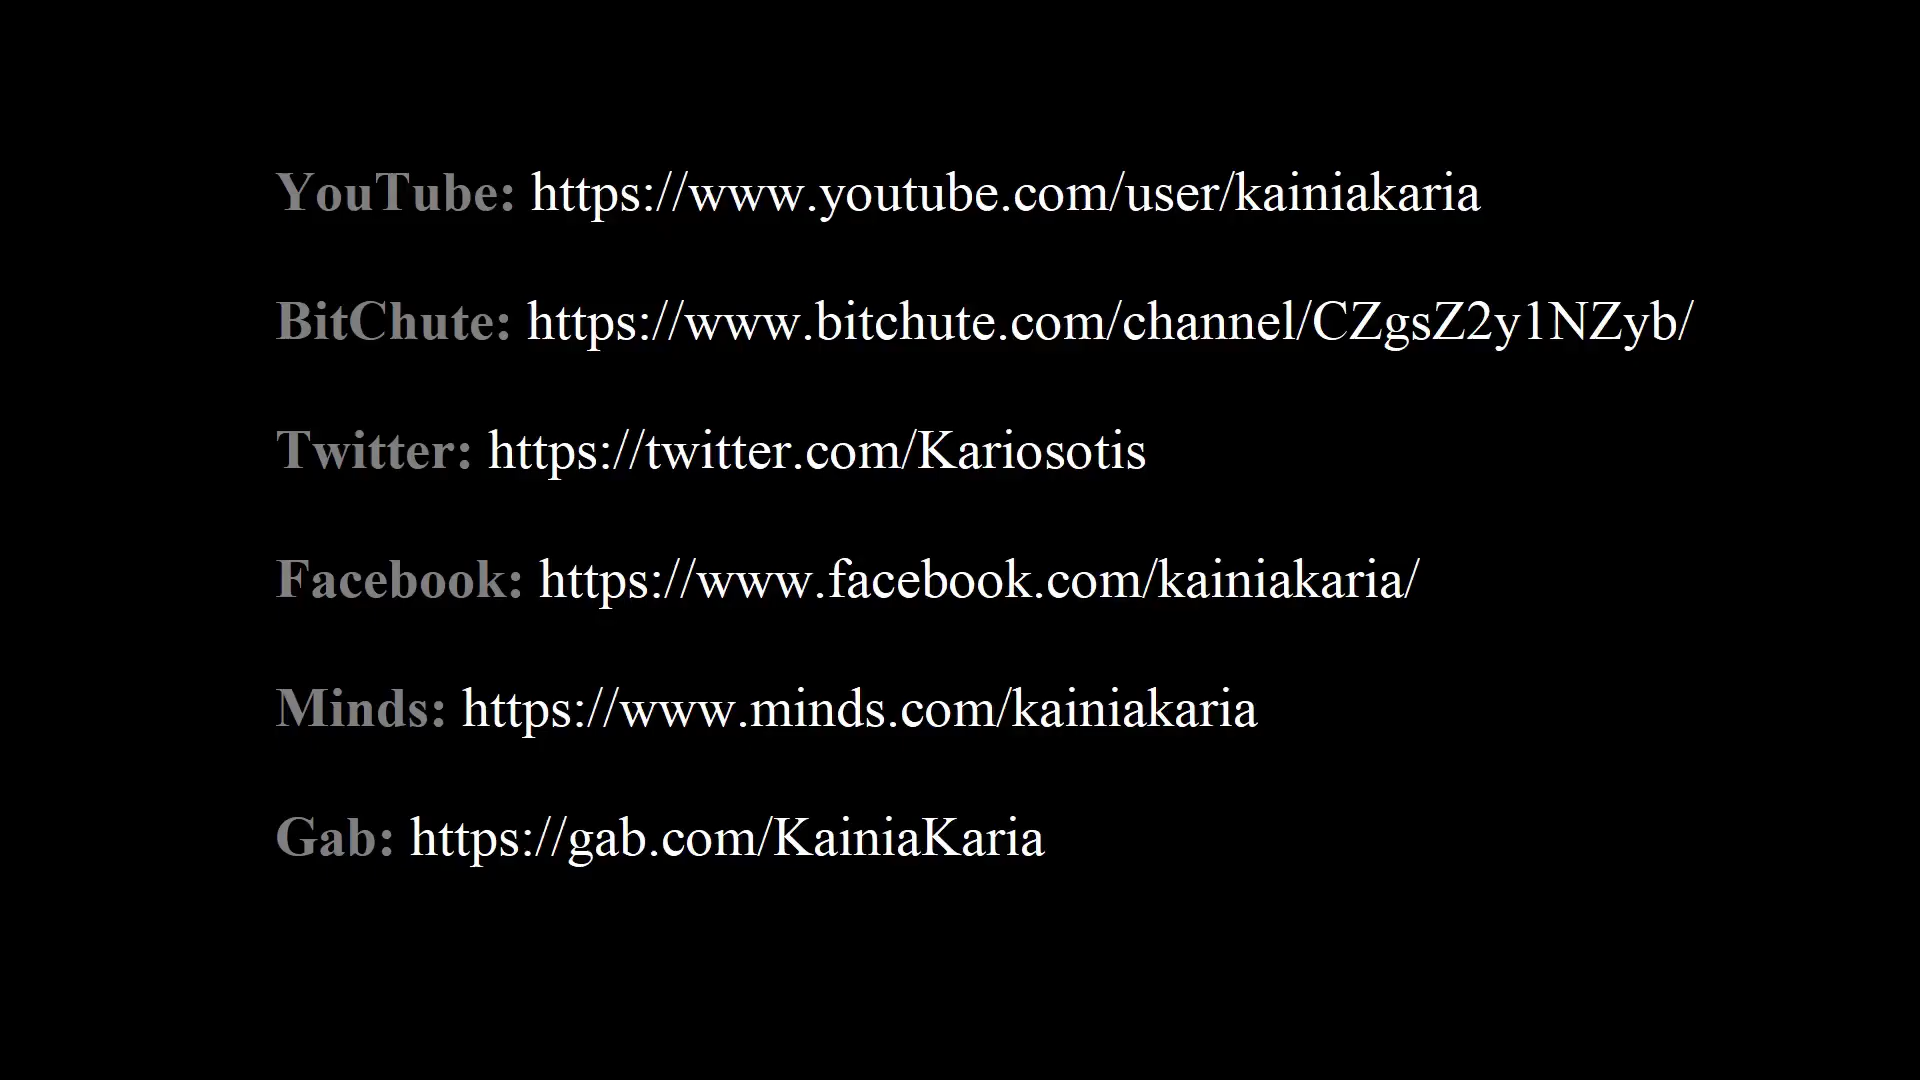 YouTube: https://www.youtube.com/user/kainiakaria
BitChute: https://www.bitchute.com/channel/CZgsZ2y1NZyb/
Twitter: https://twitter.com/Kariosotis
Facebook: https://www.facebook.com/kainiakaria/
Minds: https://www.minds.com/kainiakaria
Gab: https://gab.com/KainiaKaria